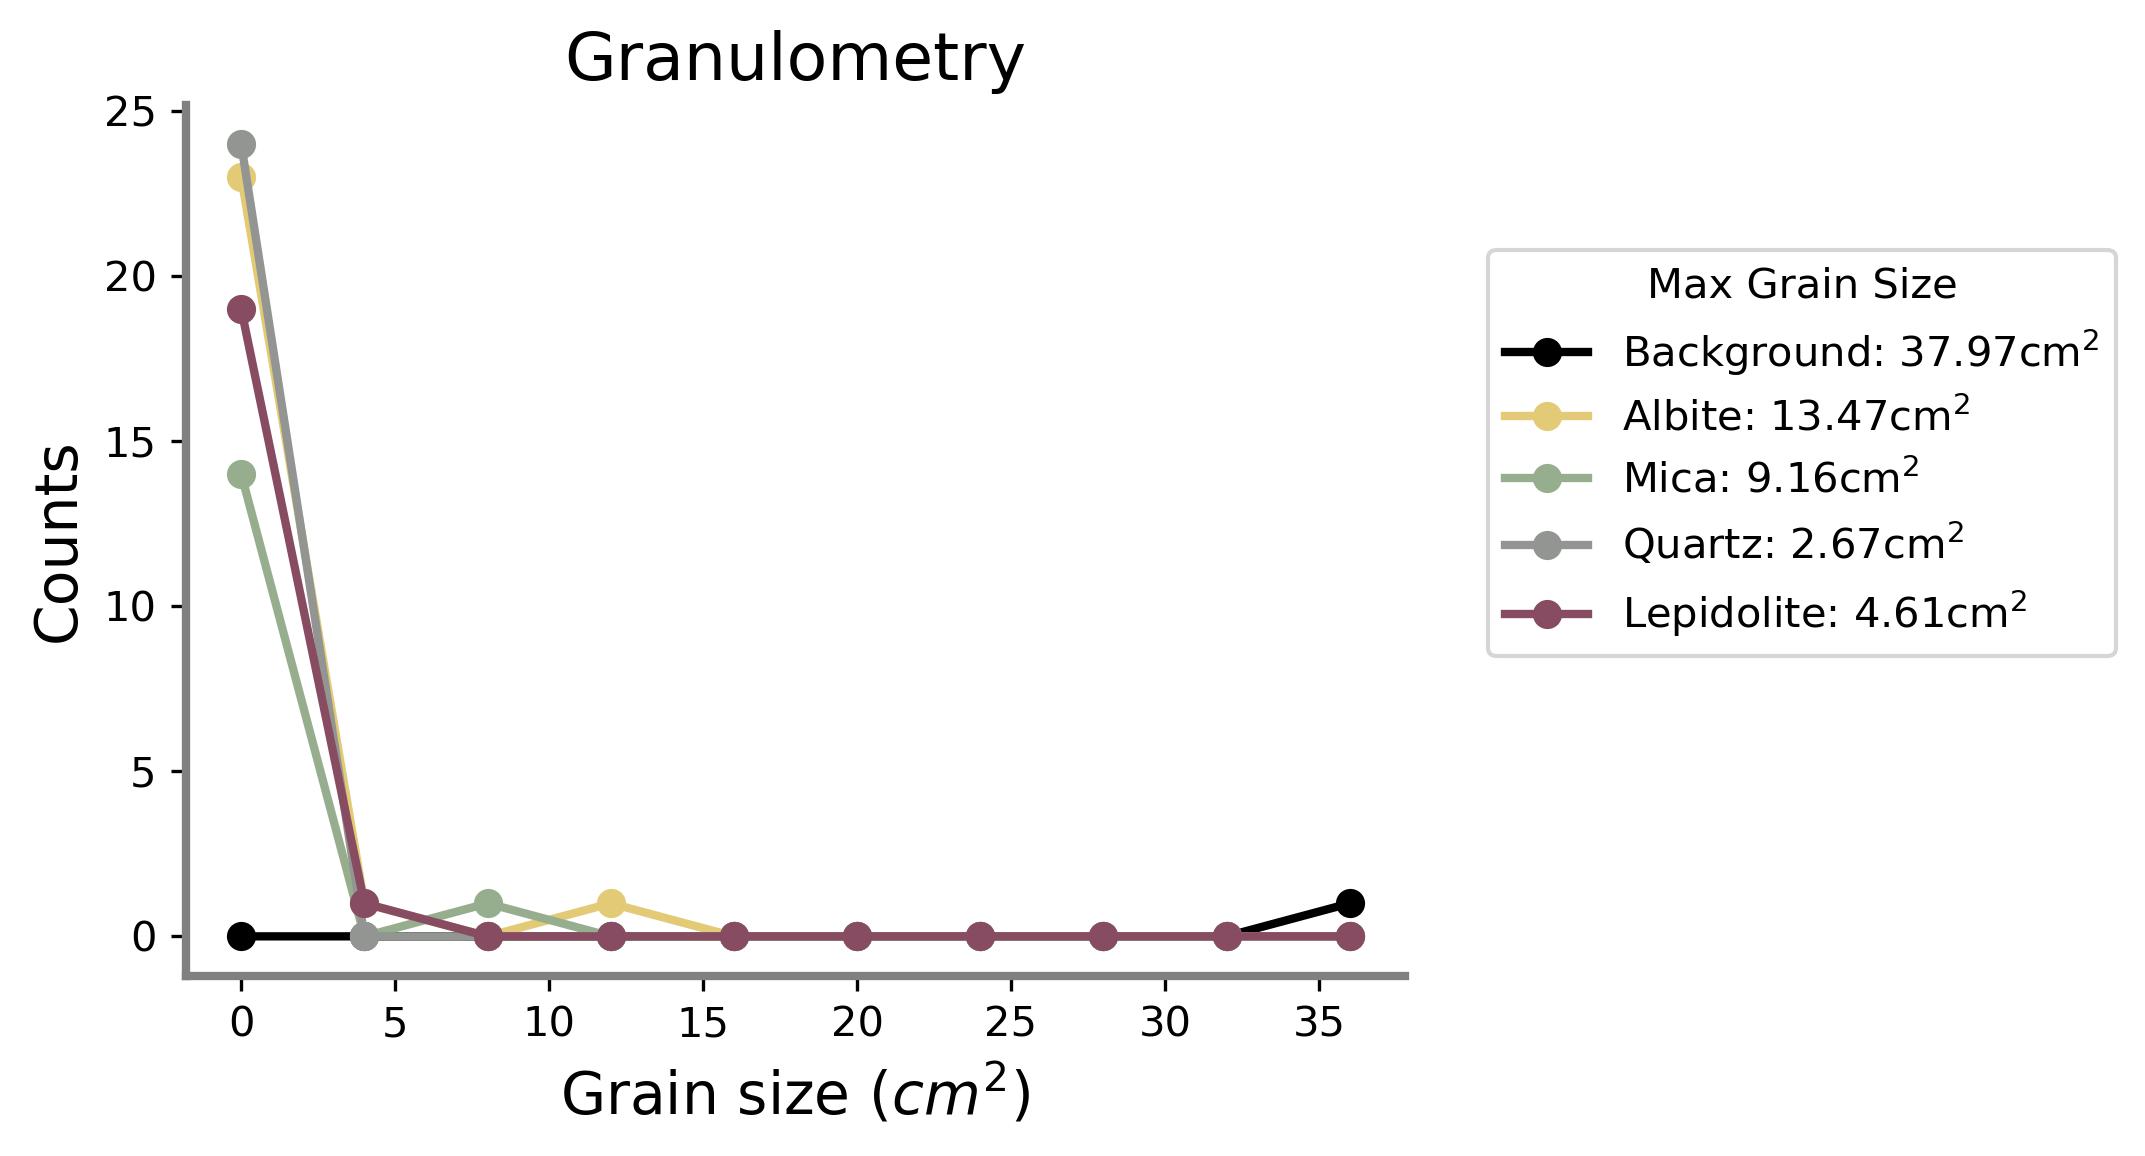 Granulometry
25
20
15
10
5
0
Counts
0 5 10 15 20 25 30 35
Grain size (cm²)
Max Grain Size
Background: 37.97cm²
Albite: 13.47cm²
Mica: 9.16cm²
Quartz: 2.67cm²
Lepidolite: 4.61cm²